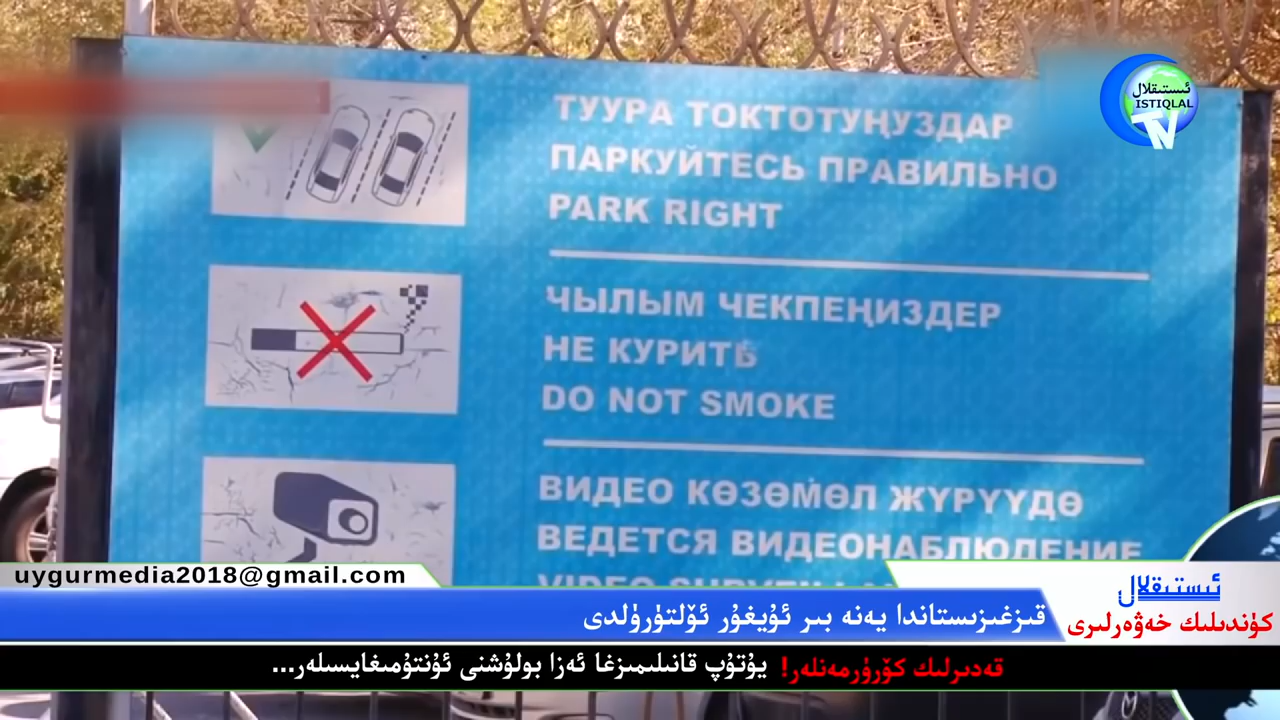 ئىستىقلال
ISTIQLAL
TV
ТУУРА ТОКТОТУҢУЗДАР
ПАРКУЙТЕСЬ ПРАВИЛЬНО
PARK RIGHT
ЧЫЛЫМ ЧЕКПЕҢИЗДЕР
НЕ КУРИТЬ
DO NOT SMOKE
ВИДЕО КӨЗӨМӨЛ ЖҮРҮҮДӨ
ВЕДЕТСЯ ВИДЕОНАБЛЮДЕНИЕ
VIDEO
uygurmedia2018@gmail.com
ئىستىقلال
كۈندىلىك خەۋەرلىرى
قىزغىزىستاندا يەنە بىر ئۇيغۇر ئۆلتۈرۈلدى
قەدىرلىك كۆرۈرمەنلەر! يۇتۇپ قانىلىمىزغا ئەزا بولۇشنى ئۇنتۇمىغايسىلەر...